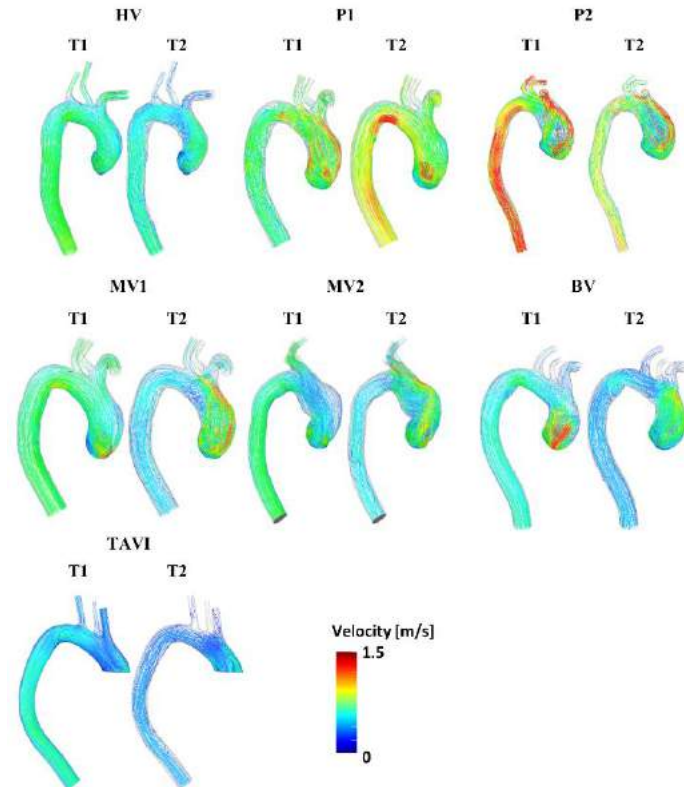 HV P1 P2
T1 T2 T1 T2 T1 T2
MV1 MV2 BV
T1 T2 T1 T2 T1 T2
TAVI
T1 T2
Velocity [m/s]
1.5
0